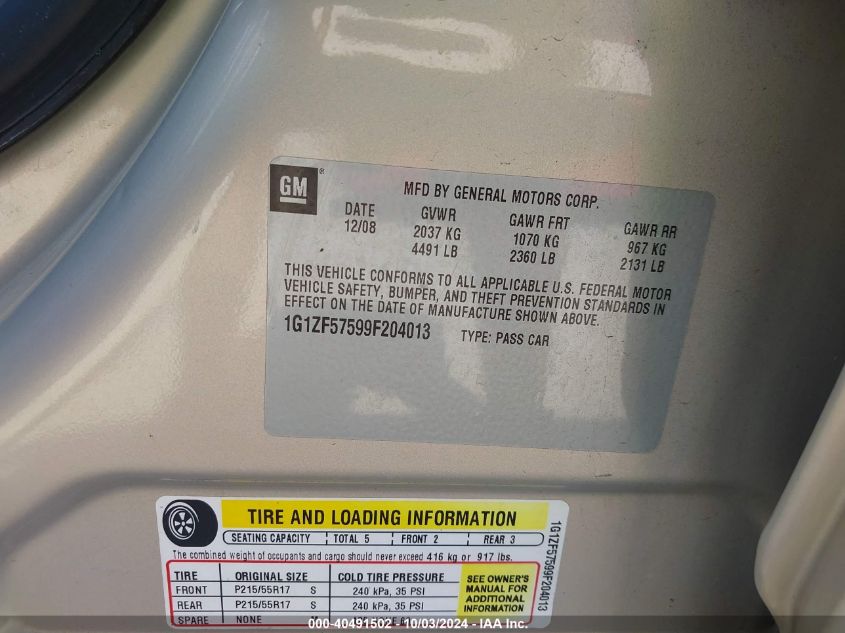 GM ®
MFD BY GENERAL MOTORS CORP.
DATE GVWR GAWR FRT GAWR RR
12/08 2037 KG 1070 KG 967 KG
4491 LB 2360 LB 2131 LB
THIS VEHICLE CONFORMS TO ALL APPLICABLE U.S. FEDERAL MOTOR
VEHICLE SAFETY, BUMPER, AND THEFT PREVENTION STANDARDS IN
EFFECT ON THE DATE OF MANUFACTURE SHOWN ABOVE.
1G1ZF57599F204013 TYPE: PASS CAR
TIRE AND LOADING INFORMATION
SEATING CAPACITY TOTAL 5 FRONT 2 REAR 3
The combined weight of occupants and cargo should never exceed 416 kg or 917 lbs.
TIRE ORIGINAL SIZE COLD TIRE PRESSURE
FRONT P215/55R17 S 240 kPa, 35 PSI
REAR P215/55R17 S 240 kPa, 35 PSI
SPARE NONE
SEE OWNER'S
MANUAL FOR
ADDITIONAL
INFORMATION
1G1ZF57599F204013
000-40491502 - 10/03/2024 - IAA Inc.